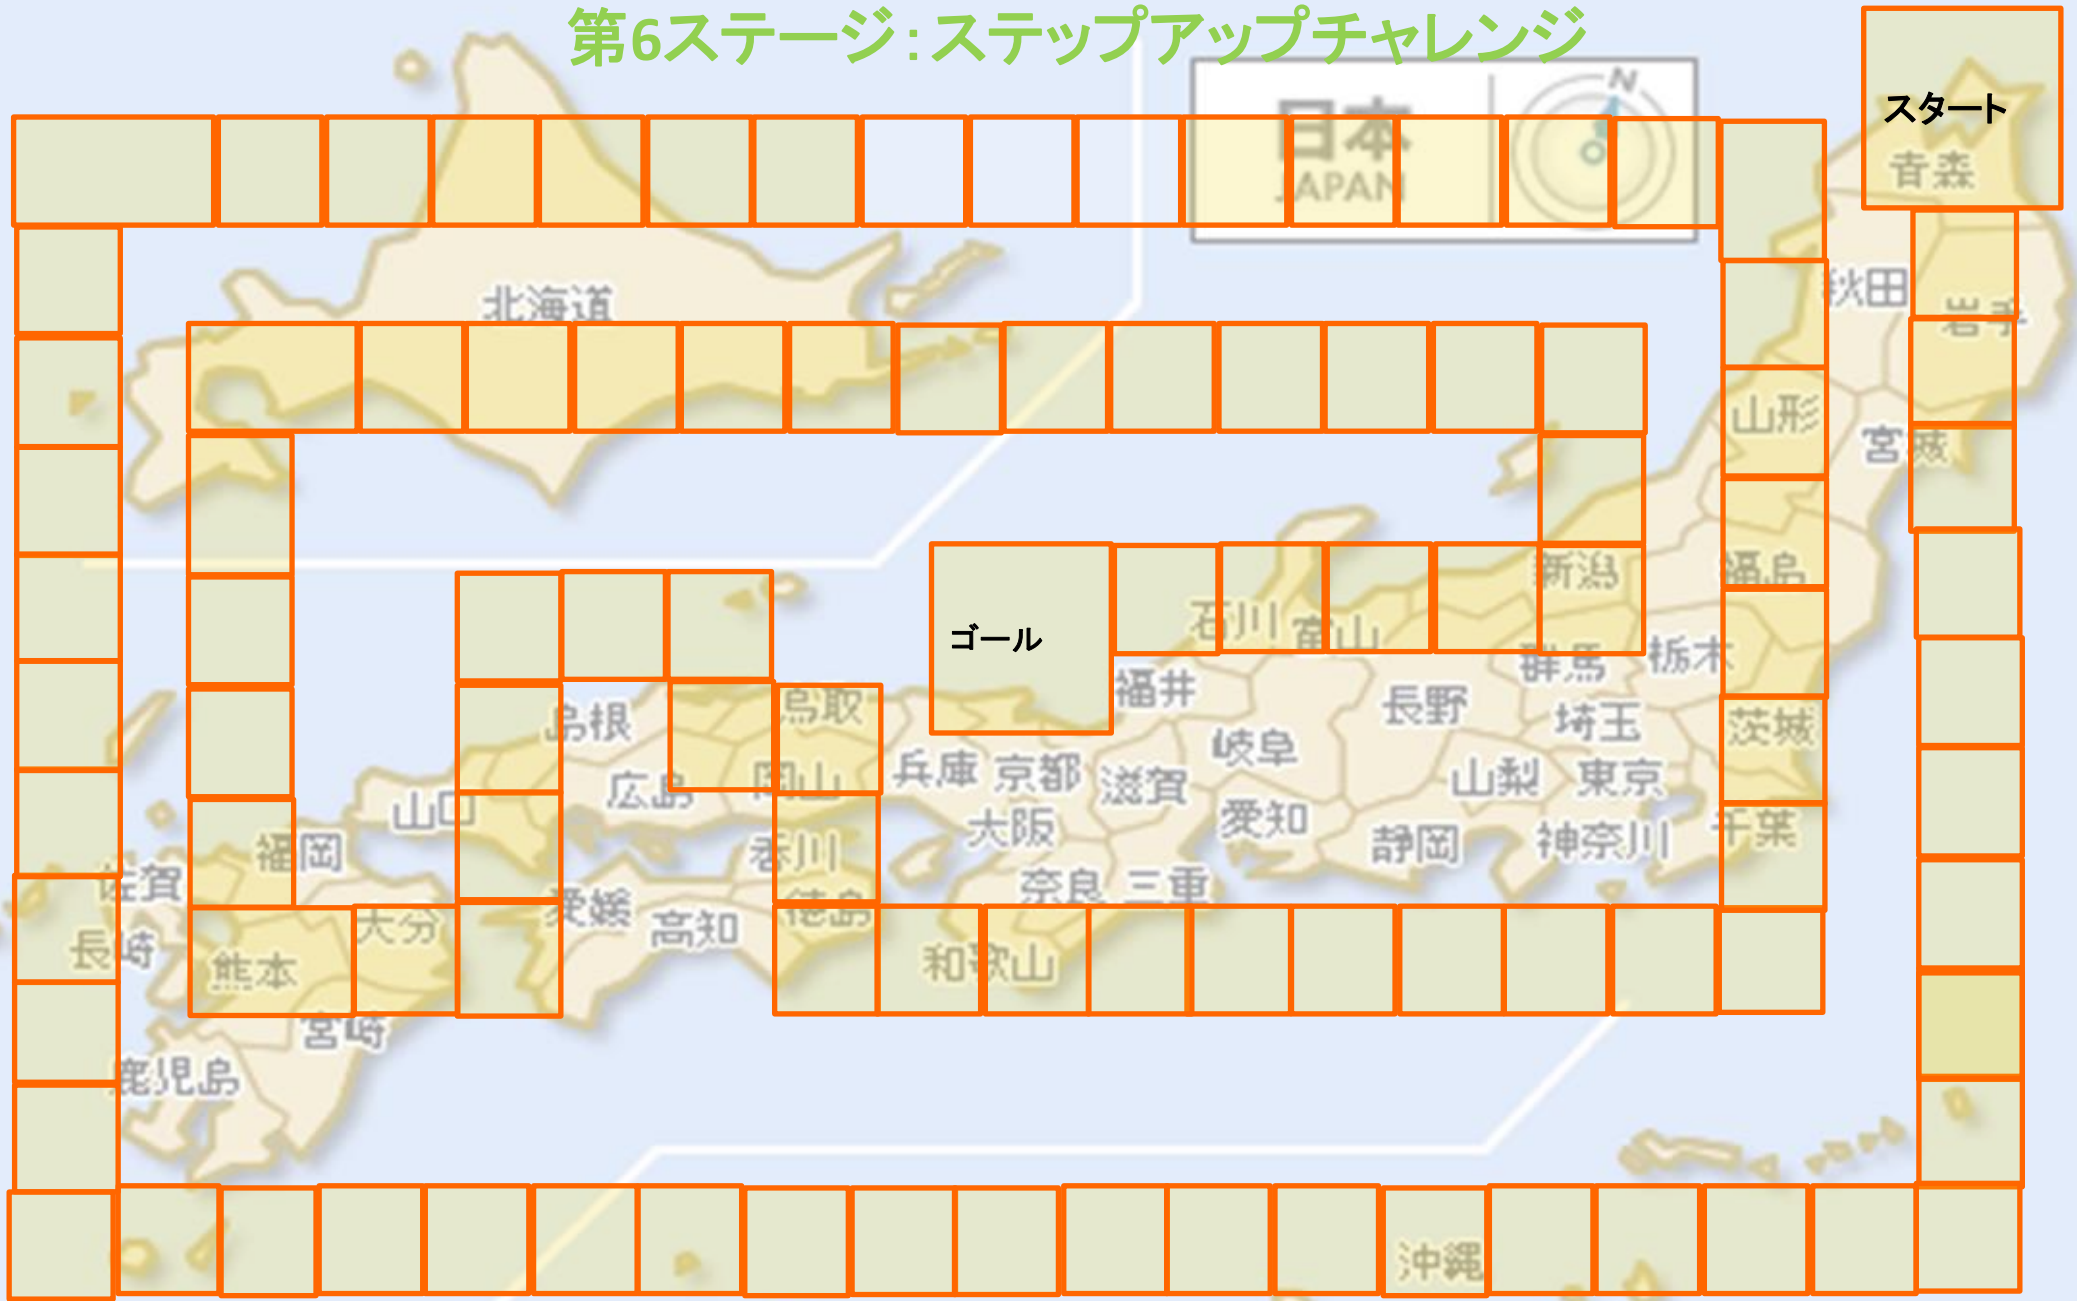 第6ステージ：ステップアップチャレンジ
スタート
N
日本
JAPAN
青森
北海道
秋田
岩手
山形
宮城
新潟
福島
石川
富山
ゴール
群馬
栃木
福井
長野
島根
鳥取
埼玉
茨城
岐阜
兵庫
京都
滋賀
山梨
東京
広島
岡山
山口
大阪
愛知
静岡
神奈川
千葉
福岡
香川
佐賀
奈良
三重
愛媛
徳島
高知
大分
長崎
熊本
和歌山
宮崎
鹿児島
沖縄